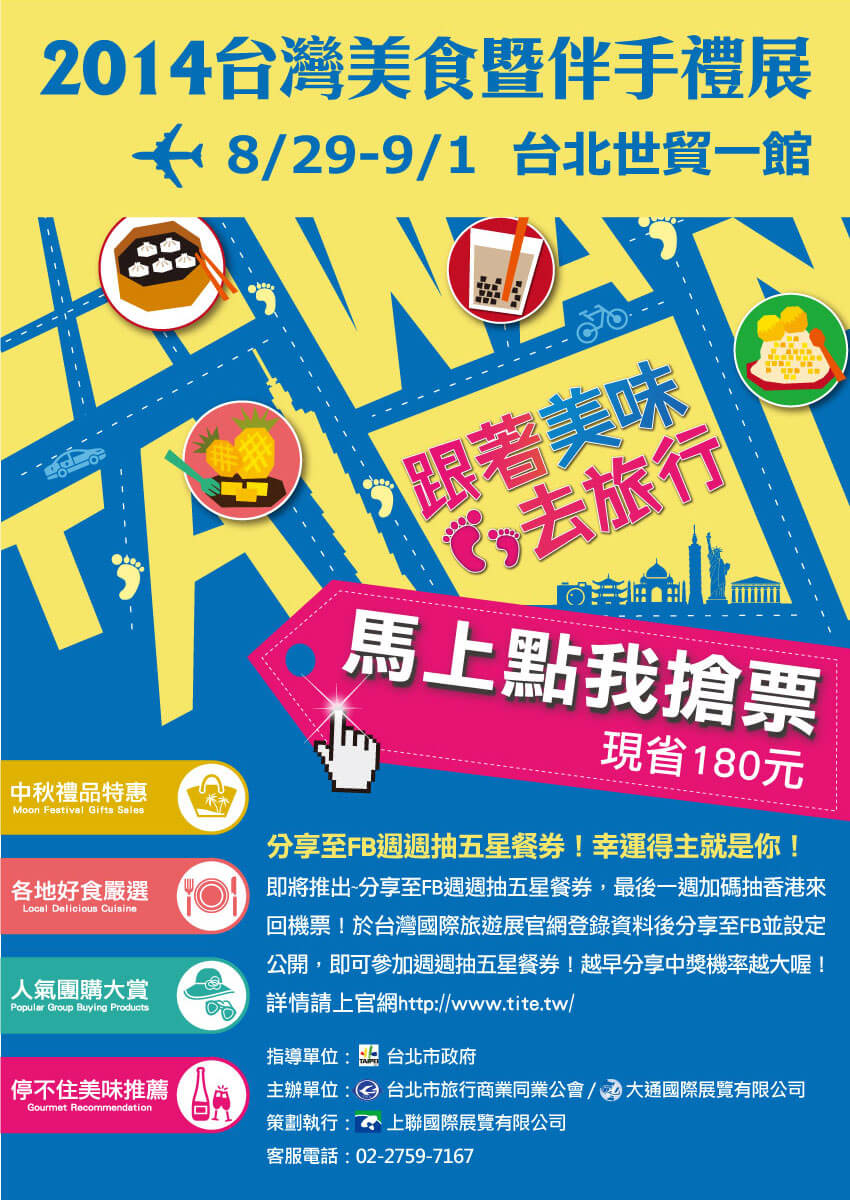 2014台灣美食暨伴手禮展
8/29-9/1 台北世貿一館
TAIWAN
跟著美味
去旅行
馬上點我搶票
現省180元
中秋禮品特惠
Moon Festival Gifts Sales
各地好食嚴選
Local Delicious Cuisine
人氣團購大賞
Popular Group Buying Products
停不住美味推薦
Gourmet Recommendation
分享至FB週週抽五星餐券！幸運得主就是你！
即將推出~分享至FB週週抽五星餐券，最後一週加碼抽香港來
回機票！於台灣國際旅遊展官網登錄資料後分享至FB並設定
公開，即可參加週週抽五星餐券！越早分享中獎機率越大喔！
詳情請上官網http://www.tite.tw/
指導單位：TAIPEI 台北市政府
主辦單位： 台北市旅行商業同業公會 / 大通國際展覽有限公司
策劃執行： 上聯國際展覽有限公司
客服電話：02-2759-7167